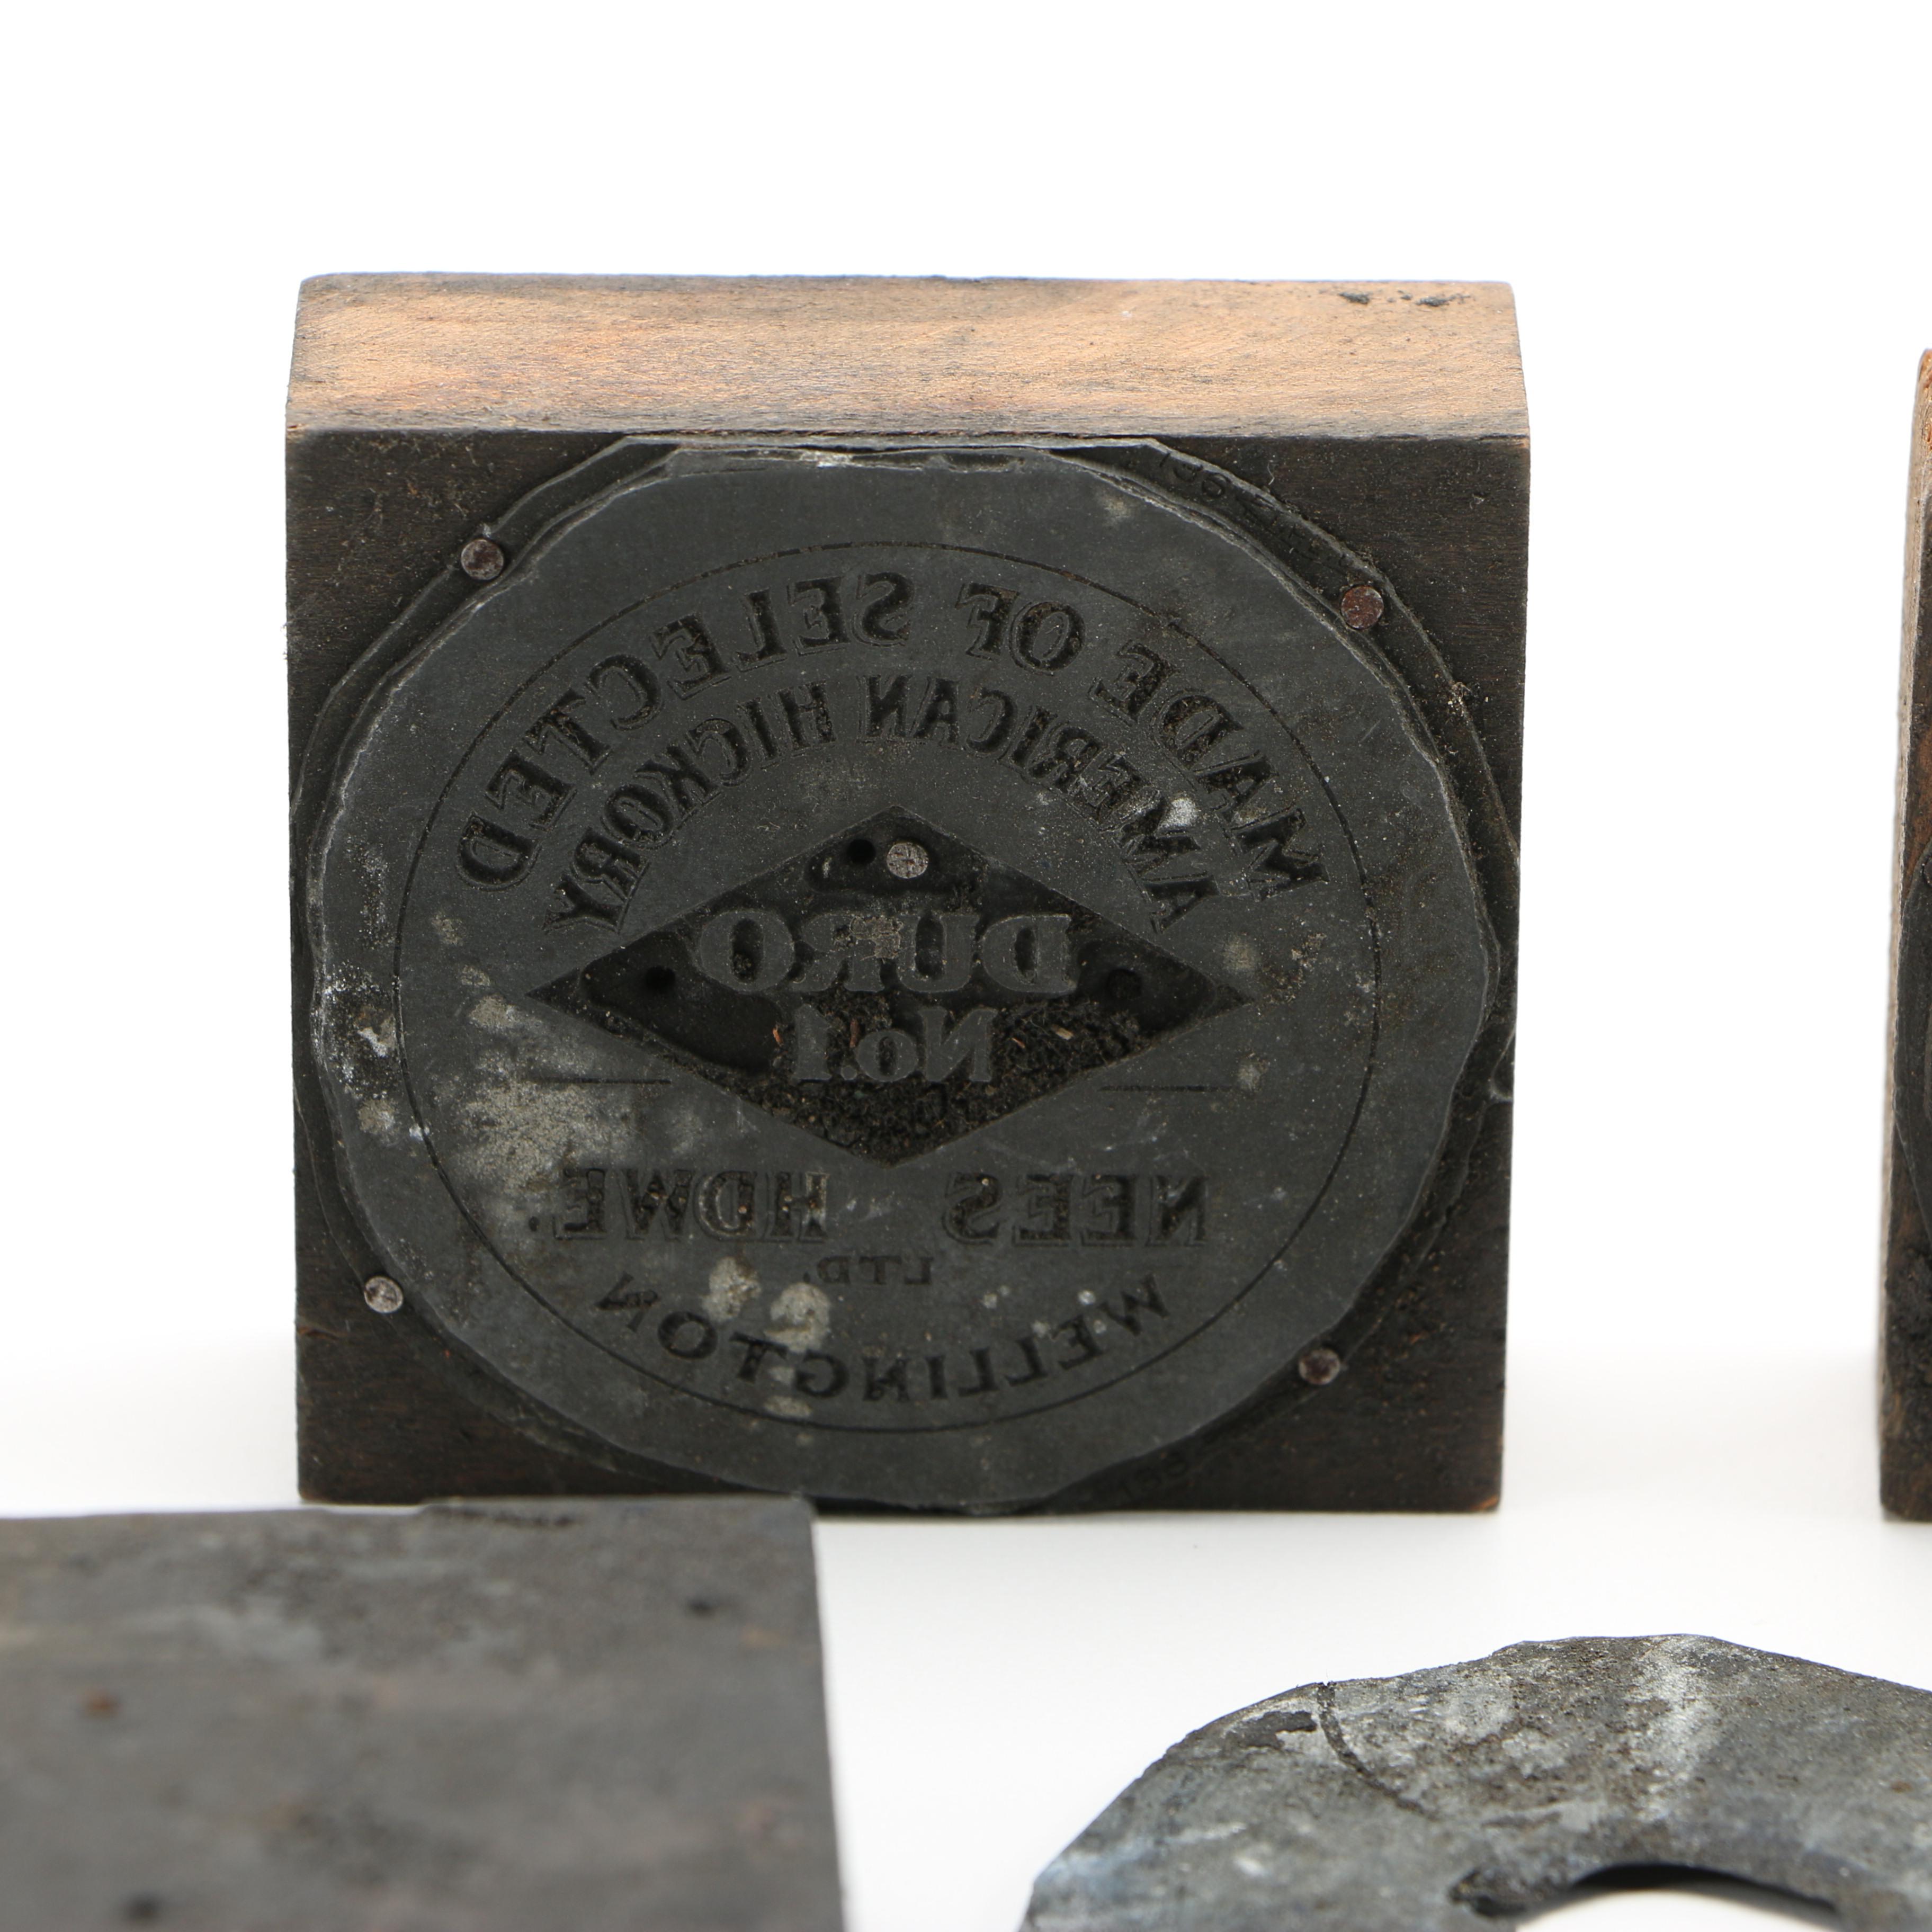 MADE OF SELECTED
AMERICAN HICKORY
DURO
No.1
NEES HDWE.
LTD.
WELLINGTON